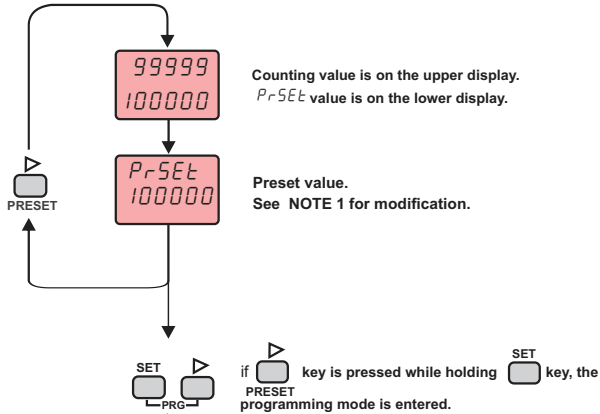 99999
100000
Counting value is on the upper display.
PrSEt value is on the lower display.
PrSEt
100000
Preset value.
See NOTE 1 for modification.
PRESET
SET
PRG
if PRESET key is pressed while holding SET key, the
programming mode is entered.